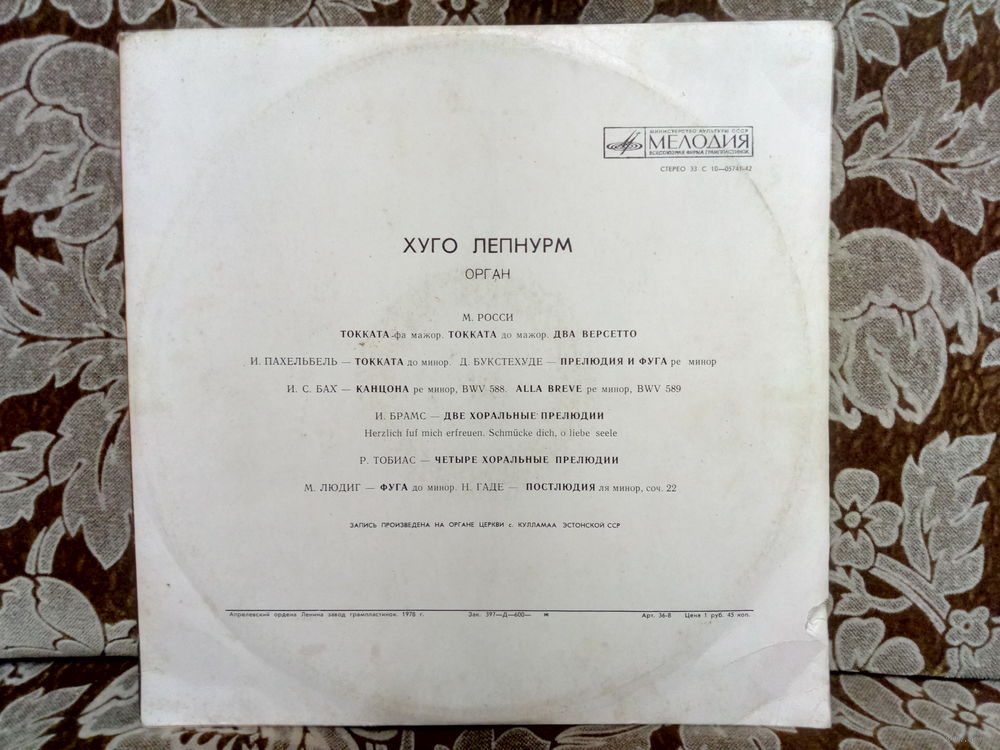 МИНИСТЕРСТВО КУЛЬТУРЫ СССР
МЕЛОДИЯ
ВСЕСОЮЗНАЯ ФИРМА ГРАМПЛАСТИНОК
СТЕРЕО 33 С 10—05741-42
ХУГО ЛЕПНУРМ
ОРГАН
М. РОССИ
ТОККАТА фа мажор. ТОККАТА до мажор. ДВА ВЕРСЕТТО
И. ПАХЕЛЬБЕЛЬ — ТОККАТА до минор. Д. БУКСТЕХУДЕ — ПРЕЛЮДИЯ И ФУГА ре минор
И. С. БАХ — КАНЦОНА ре минор, BWV 588. ALLA BREVE ре минор, BWV 589
И. БРАМС — ДВЕ ХОРАЛЬНЫЕ ПРЕЛЮДИИ
Herzlich fuf mich erfreuen. Schmücke dich, o liebe seele
Р. ТОБИАС — ЧЕТЫРЕ ХОРАЛЬНЫЕ ПРЕЛЮДИИ
М. ЛЮДИГ — ФУГА до минор. Н. ГАДЕ — ПОСТЛЮДИЯ ля минор, соч. 22
ЗАПИСЬ ПРОИЗВЕДЕНА НА ОРГАНЕ ЦЕРКВИ с. КУЛЛАМАА ЭСТОНСКОЙ ССР
Апрелевский ордена Ленина завод грампластинок. 1978 г. Зак. 397—Д—600— ж Арт. 36-8 Цена 1 руб. 45 коп.